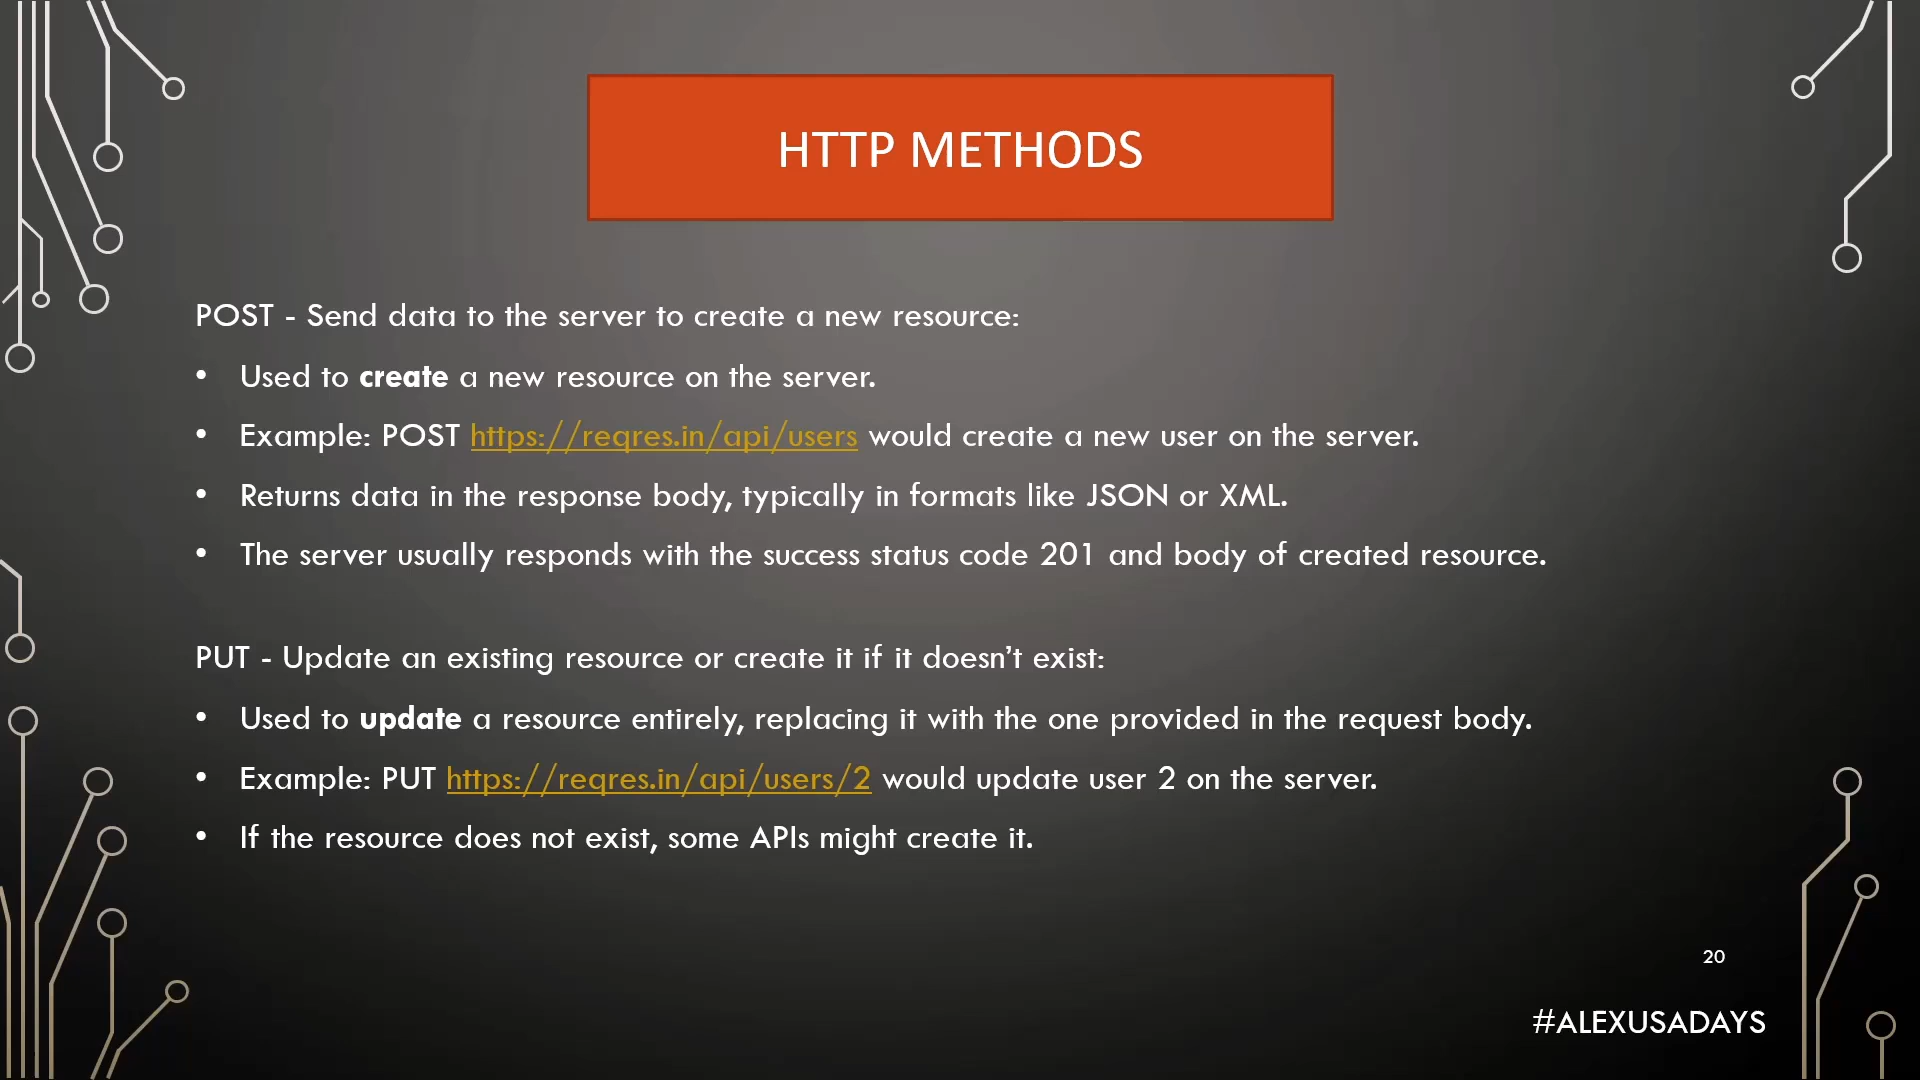 HTTP METHODS
POST - Send data to the server to create a new resource:
• Used to create a new resource on the server.
• Example: POST https://reqres.in/api/users would create a new user on the server.
• Returns data in the response body, typically in formats like JSON or XML.
• The server usually responds with the success status code 201 and body of created resource.
PUT - Update an existing resource or create it if it doesn’t exist:
• Used to update a resource entirely, replacing it with the one provided in the request body.
• Example: PUT https://reqres.in/api/users/2 would update user 2 on the server.
• If the resource does not exist, some APIs might create it.
20
#ALEXUSADAYS